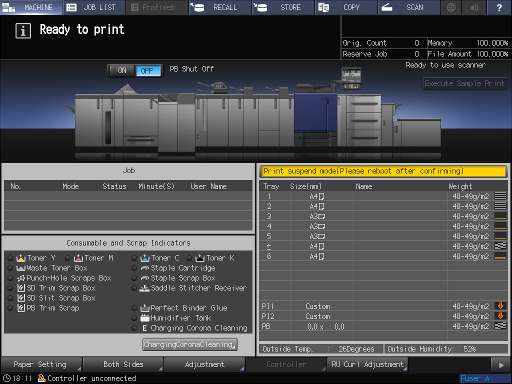 MACHINE JOB LIST Preflmed RECALL STORE COPY SCAN ?
i Ready to print
Orig. Count 0 Memory 100.000%
Reserve Job 0 File Amount 100.000%
Ready to use scanner
ON OFF PB Shut Off
Execute Sample Print
Job
No. Mode Status Minute(S) User Name
Print suspend mode[Please reboot after confirming]
Tray Size[mm] Name Weight
1 A4 40-49g/m2
2 A4 40-49g/m2
3 A3 40-49g/m2
4 A3 40-49g/m2
5 A3 40-49g/m2
± A4 40-49g/m2
6 A4 40-49g/m2
PI1 Custom 40-49g/m2
PI2 Custom 40-49g/m2
PB 0.0 x 0.0 40-49g/m2
Outside Temp. : 26Degrees Outside Humidity: 52%
Consumable and Scrap Indicators
Toner Y Toner M Toner C Toner K
Waste Toner Box Staple Cartridge
Punch-Hole Scraps Box Staple Scrap Box
SD Trim Scrap Saddle Stitcher Receiver
SD Slit Scrap Box
PB Trim Scrap Perfect Binder Glue
Humidifier Tank
E Charging Corona Cleaning
ChargingCoronaCleaning
Paper Setting Both Sides Adjustment Controller RU Curl Adjustment
18:11 Controller unconnected Fuser A